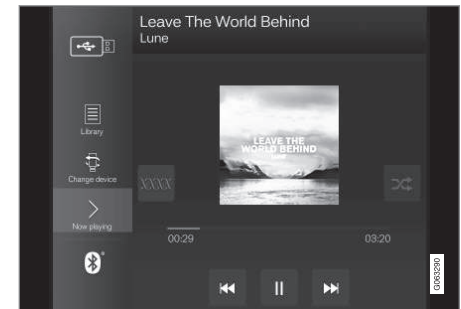 Leave The World Behind
Lune
Library
Change device
Now playing
LEAVE THE
WORLD BEHIND
LUNE
XXXX
00:29
03:20
G063290